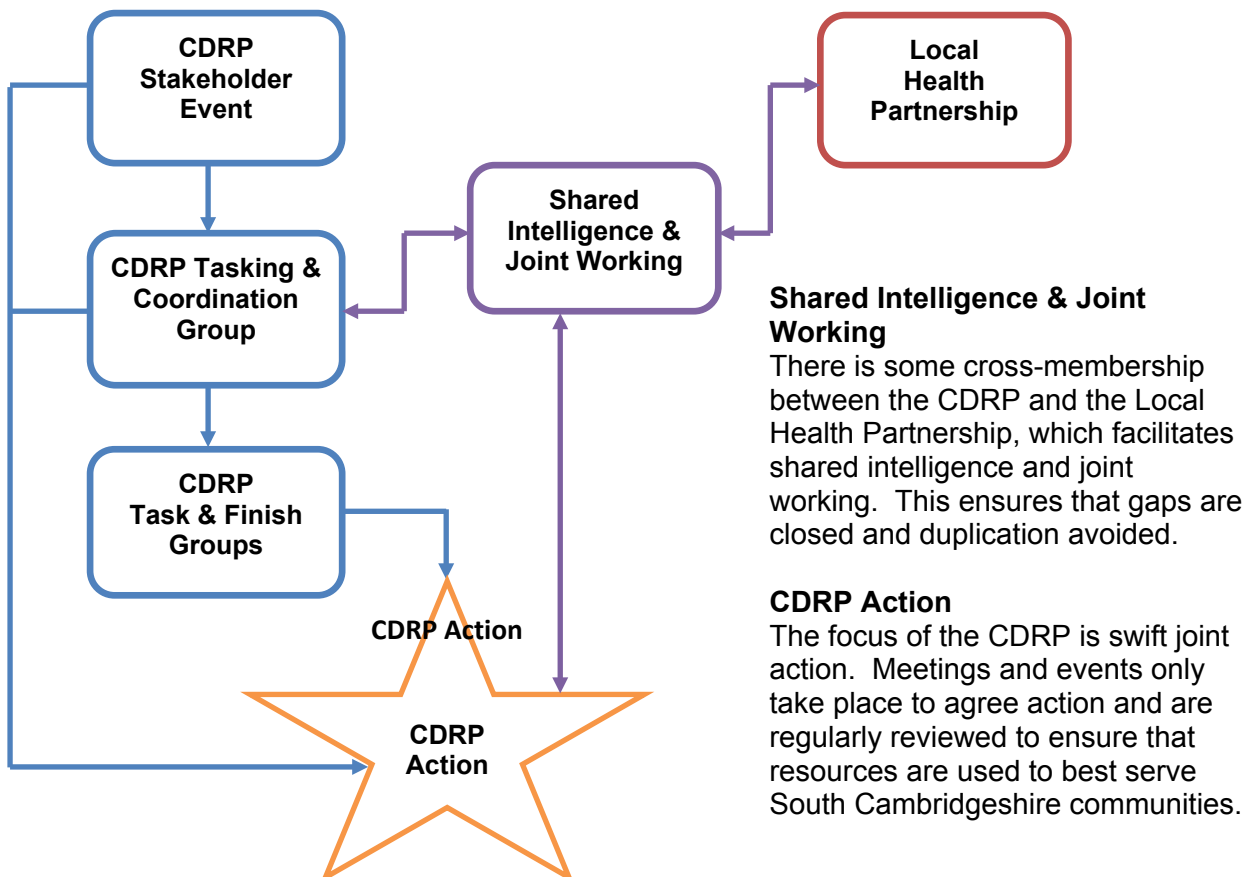 CDRP
Stakeholder
Event
Local
Health
Partnership
Shared
Intelligence &
Joint Working
CDRP Tasking &
Coordination
Group
CDRP
Task & Finish
Groups
CDRP Action
CDRP
Action
Shared Intelligence & Joint
Working
There is some cross-membership
between the CDRP and the Local
Health Partnership, which facilitates
shared intelligence and joint
working.  This ensures that gaps are
closed and duplication avoided.
CDRP Action
The focus of the CDRP is swift joint
action.  Meetings and events only
take place to agree action and are
regularly reviewed to ensure that
resources are used to best serve
South Cambridgeshire communities.